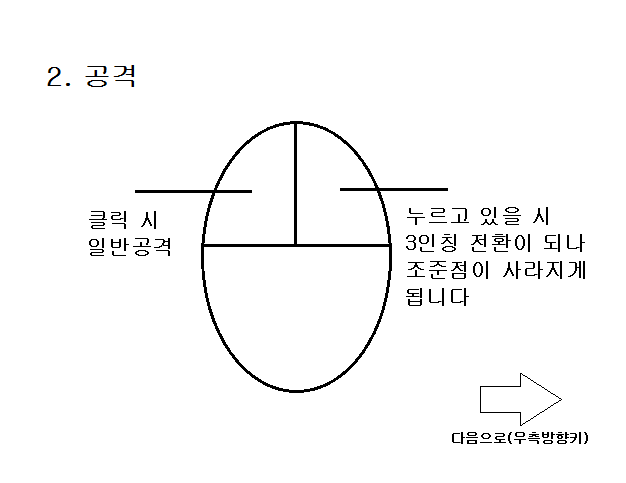 2. 공격
클릭 시
일반공격
누르고 있을 시
3인칭 전환이 되나
조준점이 사라지게
됩니다
다음으로(우측방향키)